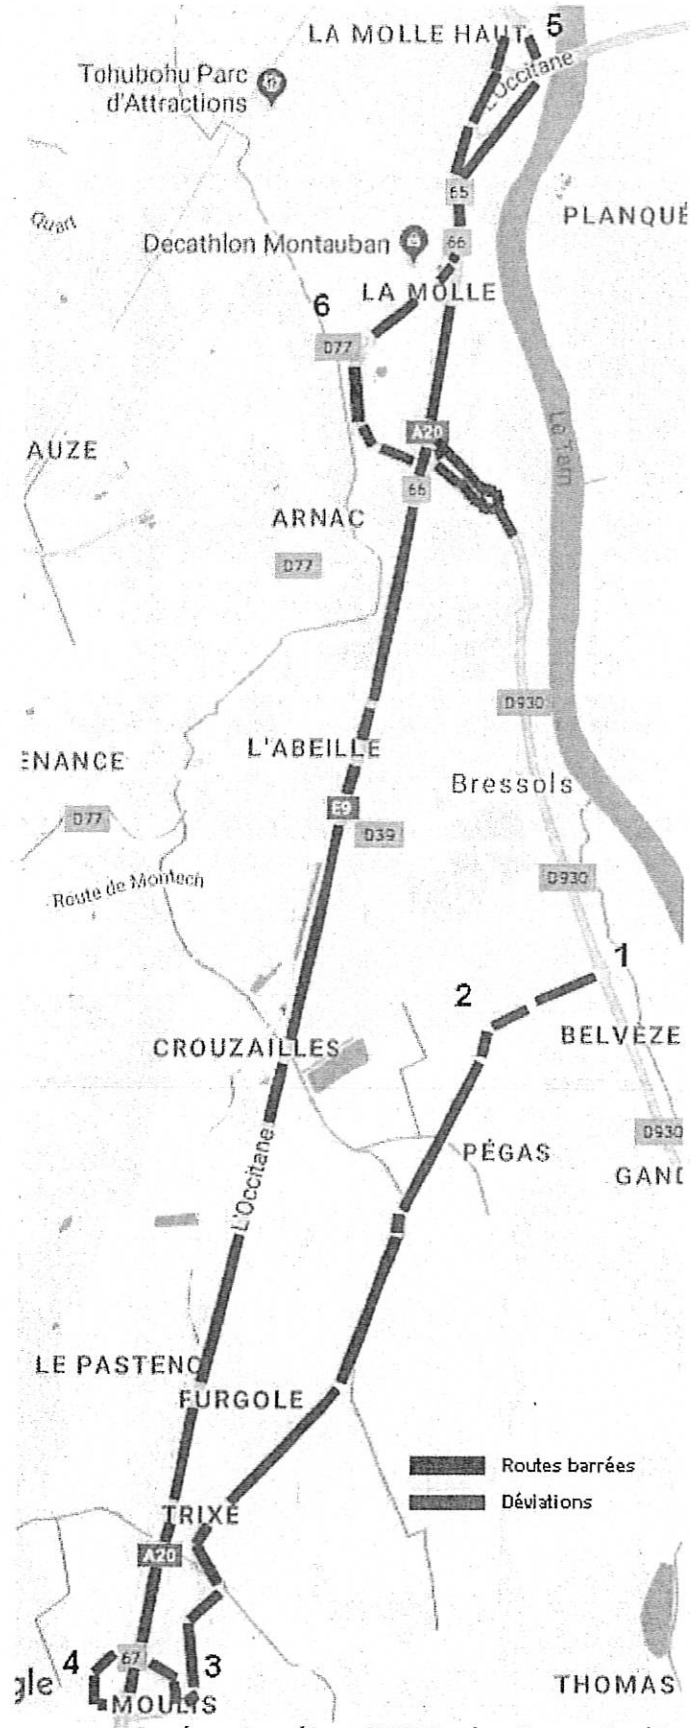 LA MOLLE HAUT
5
L'Occitane
Tohubohu Parc
d'Attractions
65
PLANQUÉ
Quart
Decathlon Montauban
66
LA MOLLE
6
D77
A20
Le Tarn
AUZE
66
ARNAC
D77
D930
L'ABEILLE
ENANCE
Bressols
E9
D77
D39
D930
Route de Montech
1
2
BELVÈZE
CROUZAILLES
D930
PÉGAS
GAND
L'Occitane
LE PASTENC
FURGOLE
Routes barrées
Déviations
TRIXE
A20
4
67
3
gle
MOULIS
THOMAS